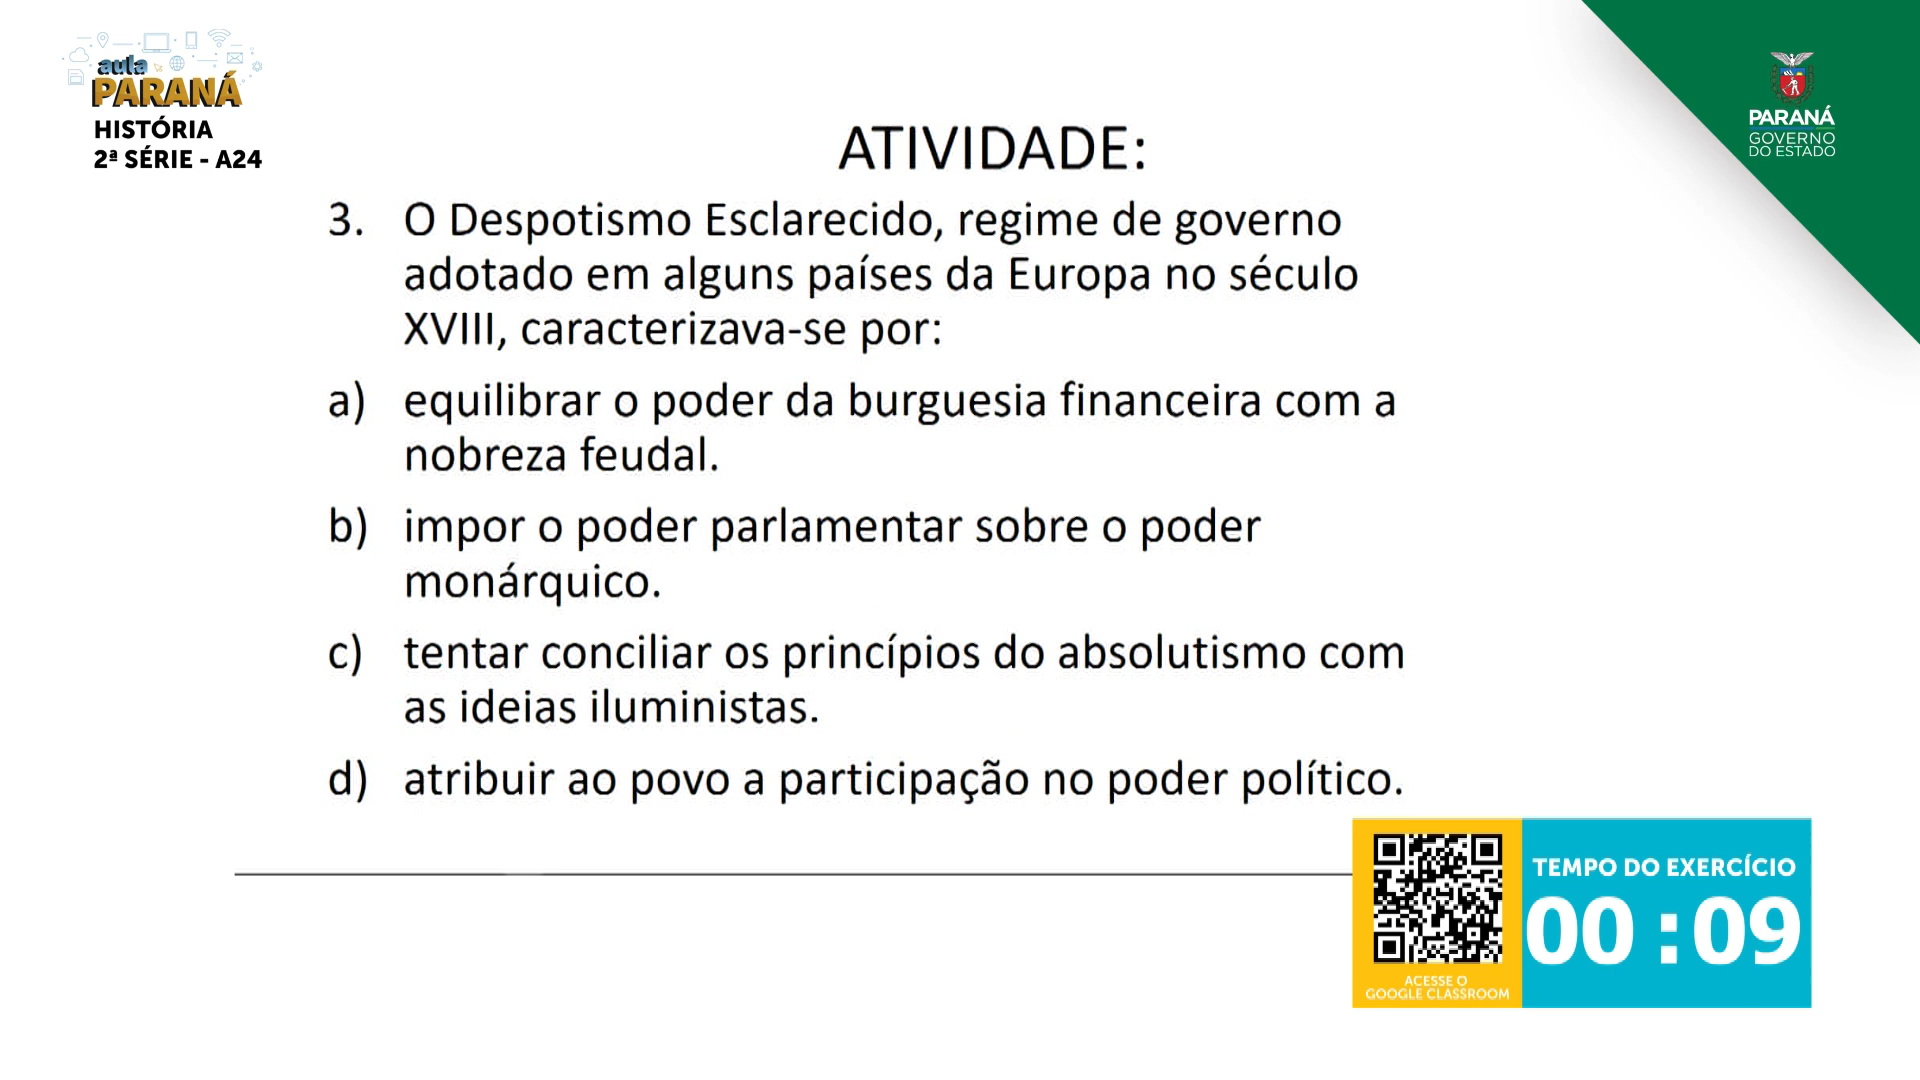 aula
PARANÁ
HISTÓRIA
2ª SÉRIE - A24
PARANÁ
GOVERNO
DO ESTADO
ATIVIDADE:
3. O Despotismo Esclarecido, regime de governo
adotado em alguns países da Europa no século
XVIII, caracterizava-se por:
a) equilibrar o poder da burguesia financeira com a
nobreza feudal.
b) impor o poder parlamentar sobre o poder
monárquico.
c) tentar conciliar os princípios do absolutismo com
as ideias iluministas.
d) atribuir ao povo a participação no poder político.
TEMPO DO EXERCÍCIO
00:09
ACESSE O
GOOGLE CLASSROOM